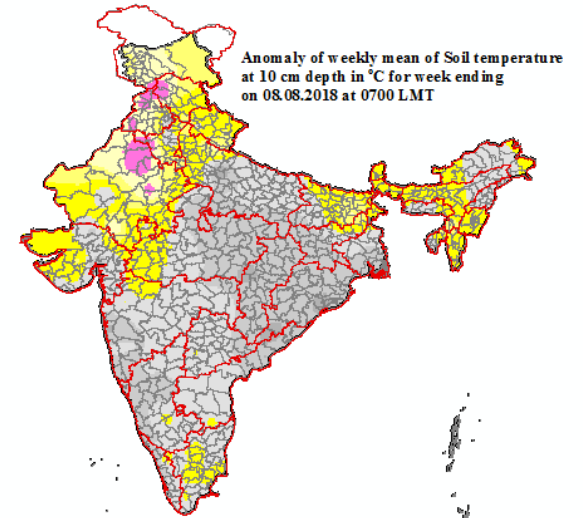 Anomaly of weekly mean of Soil temperature
at 10 cm depth in °C for week ending
on 08.08.2018 at 0700 LMT